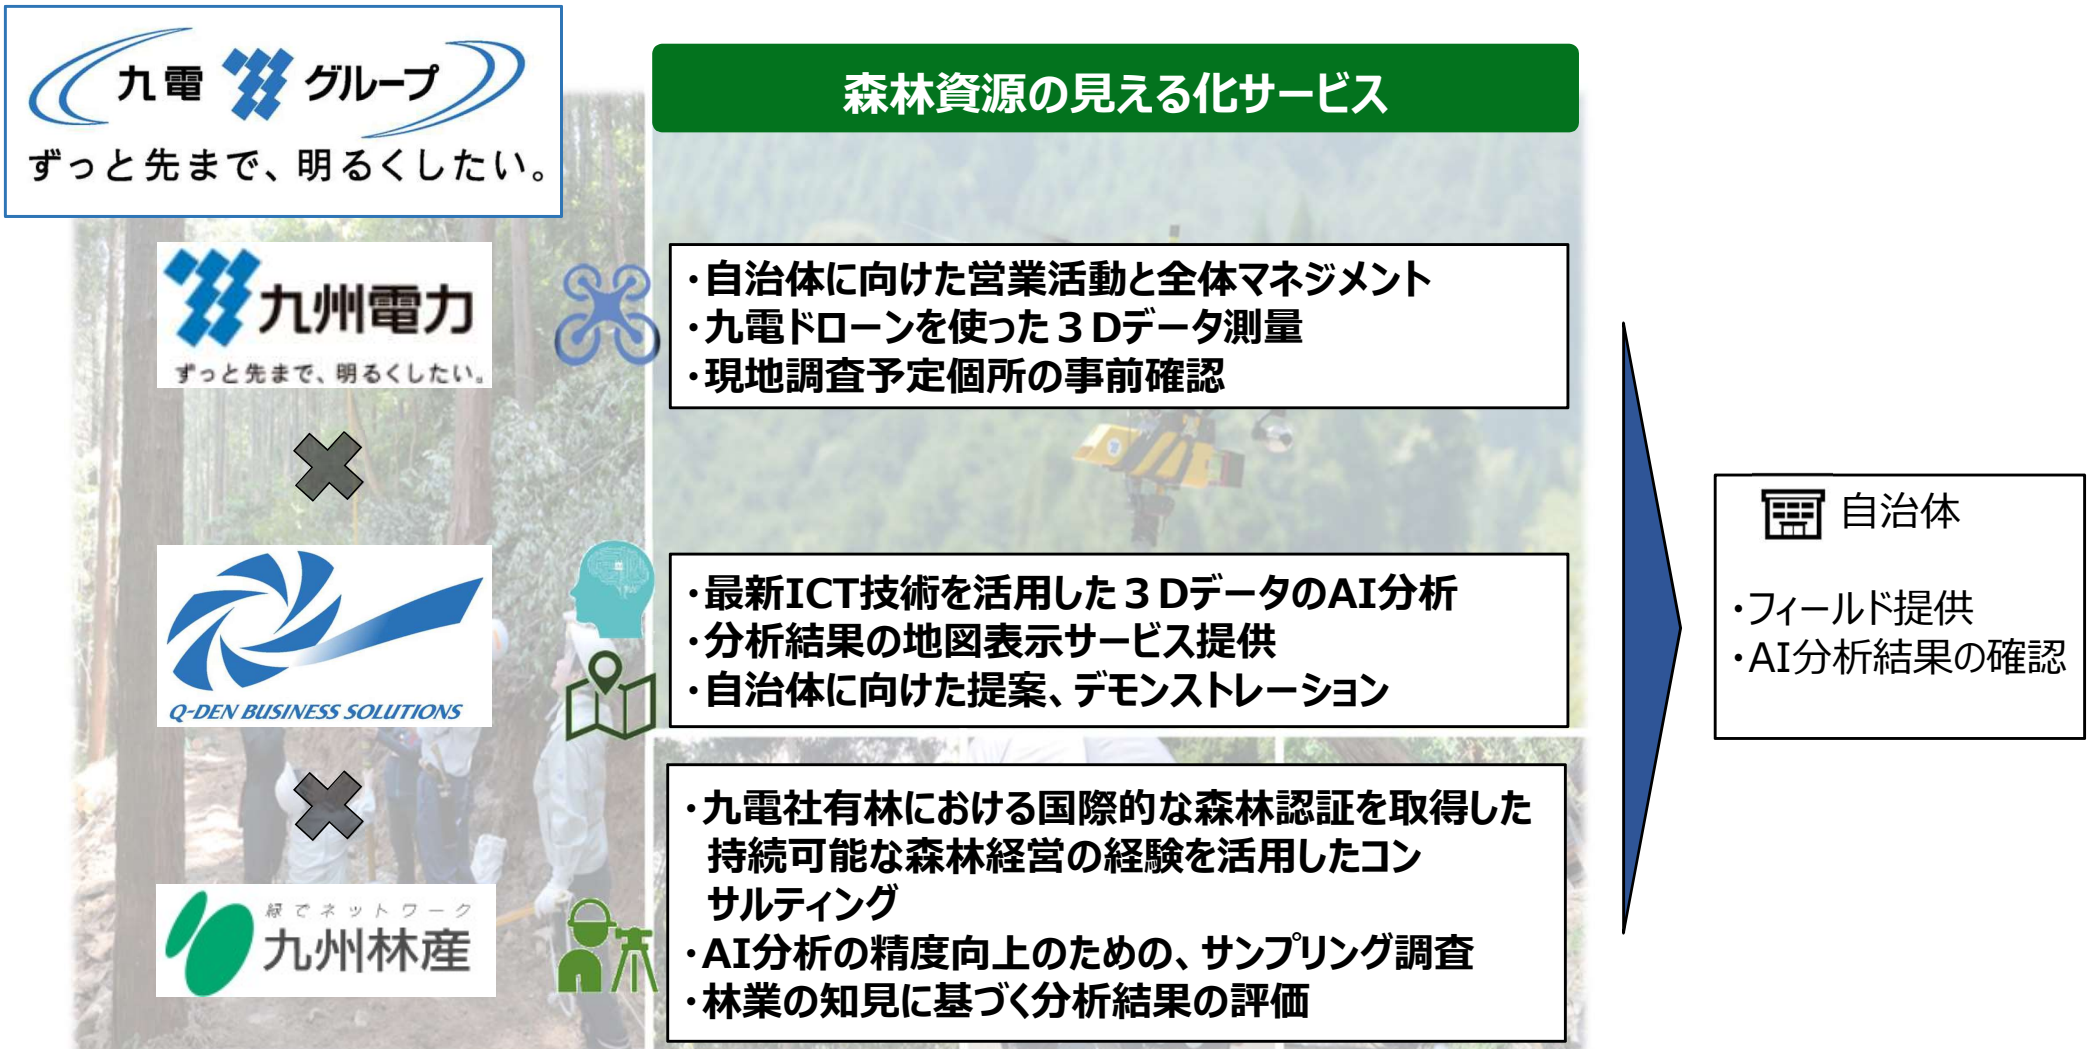 九電 グループ
ずっと先まで、明るくしたい。
森林資源の見える化サービス
九州電力
ずっと先まで、明るくしたい。
・自治体に向けた営業活動と全体マネジメント
・九電ドローンを使った３Dデータ測量
・現地調査予定個所の事前確認
Q-DEN BUSINESS SOLUTIONS
・最新ICT技術を活用した３DデータのAI分析
・分析結果の地図表示サービス提供
・自治体に向けた提案、デモンストレーション
緑でネットワーク
九州林産
・九電社有林における国際的な森林認証を取得した
持続可能な森林経営の経験を活用したコン
サルティング
・AI分析の精度向上のための、サンプリング調査
・林業の知見に基づく分析結果の評価
自治体
・フィールド提供
・AI分析結果の確認